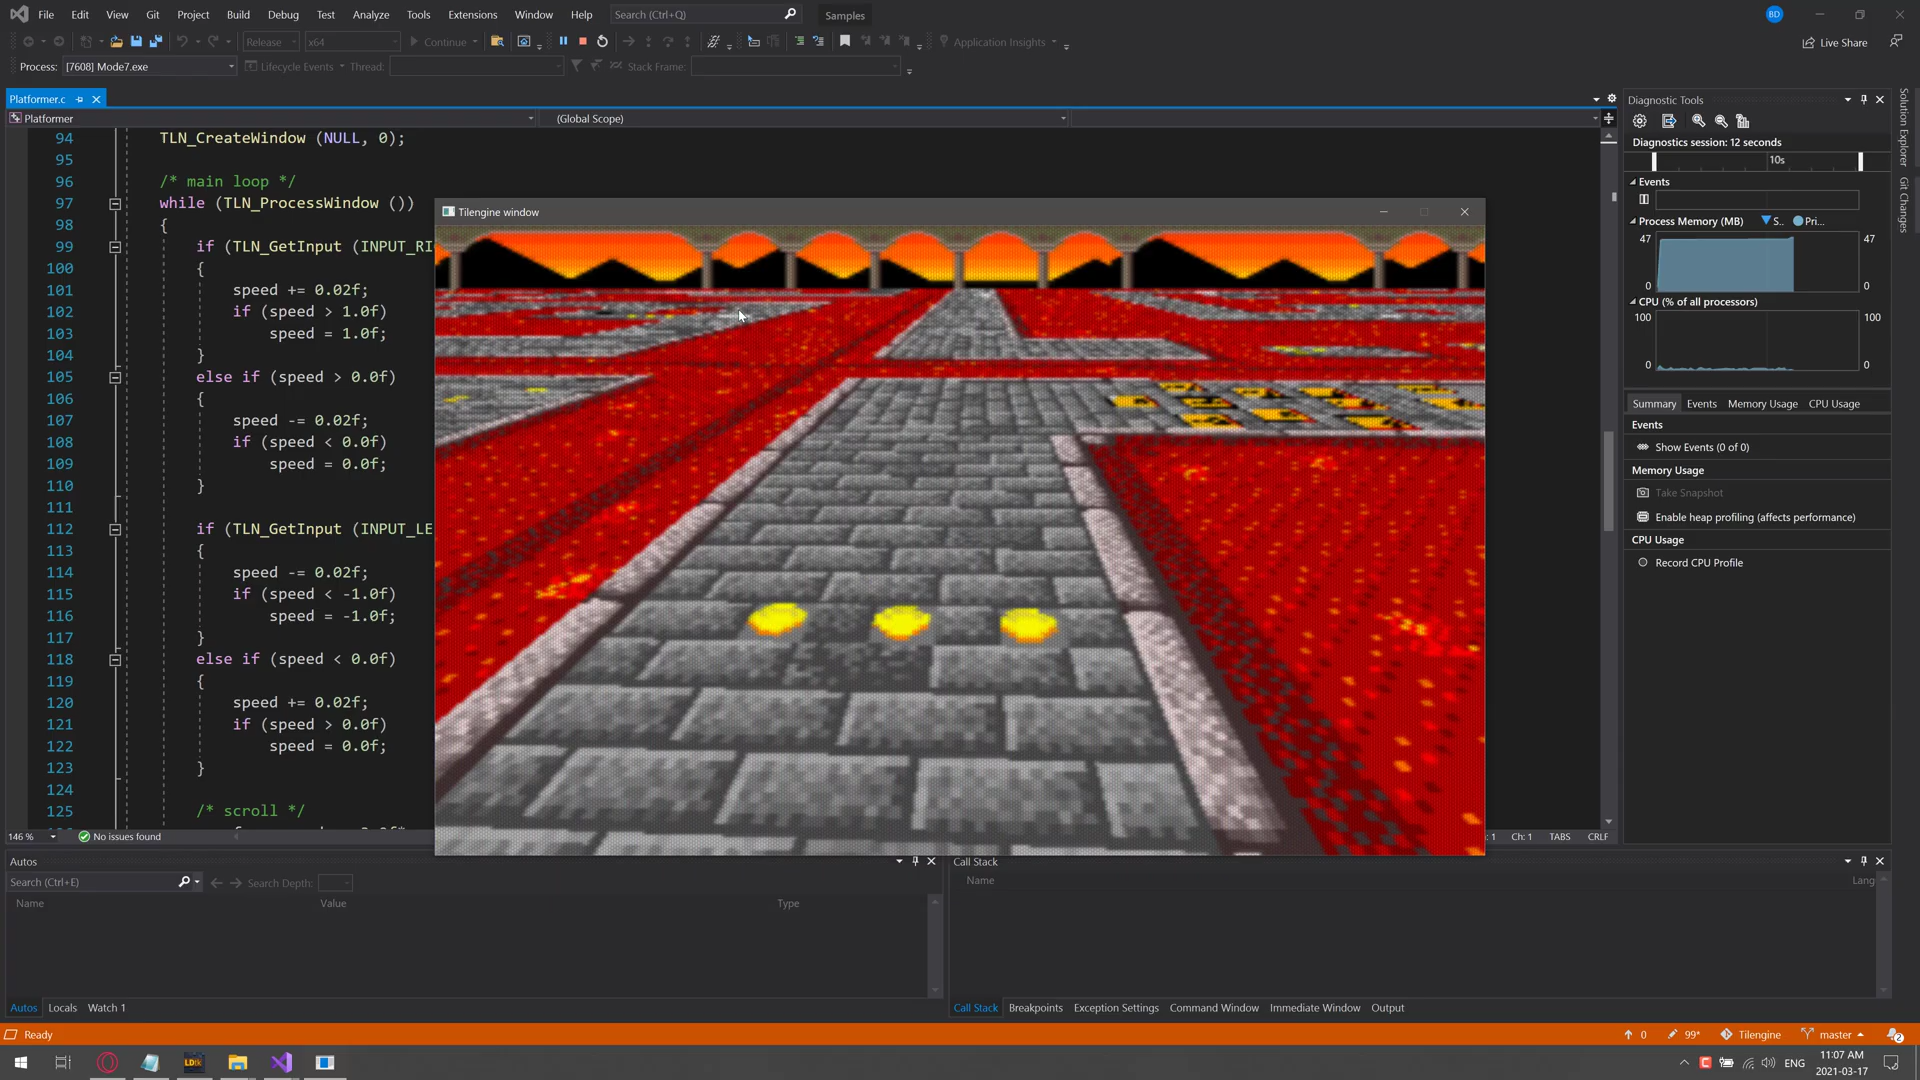 File Edit View Git Project Build Debug Test Analyze Tools Extensions Window Help Search (Ctrl+Q) Samples BD
Release x64 Continue Application Insights Live Share
Process: [7608] Mode7.exe Lifecycle Events Thread: Stack Frame:
Platformer.c
Platformer (Global Scope)
94 TLN_CreateWindow (NULL, 0);
95
96 /* main loop */
97 while (TLN_ProcessWindow ())
98 {
99 if (TLN_GetInput (INPUT_RI
100 {
101 speed += 0.02f;
102 if (speed > 1.0f)
103 speed = 1.0f;
104 }
105 else if (speed > 0.0f)
106 {
107 speed -= 0.02f;
108 if (speed < 0.0f)
109 speed = 0.0f;
110 }
111
112 if (TLN_GetInput (INPUT_LE
113 {
114 speed -= 0.02f;
115 if (speed < -1.0f)
116 speed = -1.0f;
117 }
118 else if (speed < 0.0f)
119 {
120 speed += 0.02f;
121 if (speed > 0.0f)
122 speed = 0.0f;
123 }
124
125 /* scroll */
Tilengine window
146 % No issues found : 1 Ch: 1 TABS CRLF
Diagnostic Tools
Diagnostics session: 12 seconds
10s
Events
Process Memory (MB) S.. Pri...
47 47
0 0
CPU (% of all processors)
100 100
0 0
Summary Events Memory Usage CPU Usage
Events
Show Events (0 of 0)
Memory Usage
Take Snapshot
Enable heap profiling (affects performance)
CPU Usage
Record CPU Profile
Solution Explorer
Git Changes
Autos
Search (Ctrl+E) Search Depth:
Name Value Type
Autos Locals Watch 1
Call Stack
Name Lang
Call Stack Breakpoints Exception Settings Command Window Immediate Window Output
Ready 0 99* Tilengine master 2
LDtk ENG 11:07 AM
2021-03-17